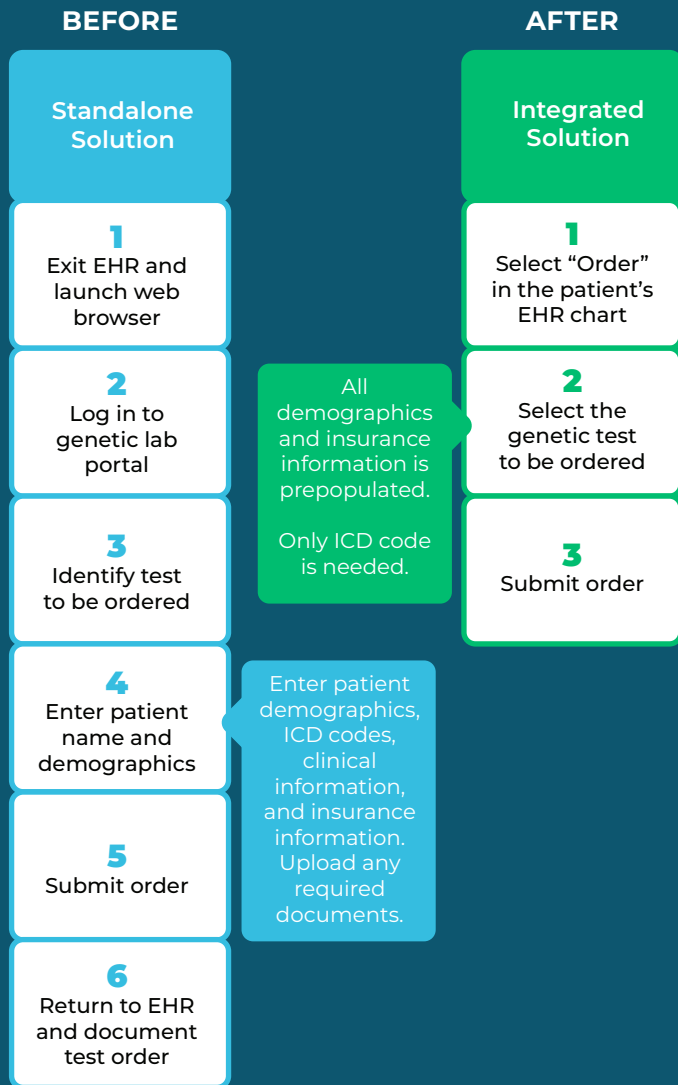 BEFORE
Standalone
Solution
1
Exit EHR and
launch web
browser
2
Log in to
genetic lab
portal
3
Identify test
to be ordered
4
Enter patient
name and
demographics
Enter patient
demographics,
ICD codes,
clinical
information,
and insurance
information.
Upload any
required
documents.
5
Submit order
6
Return to EHR
and document
test order
AFTER
Integrated
Solution
1
Select “Order”
in the patient’s
EHR chart
2
Select the
genetic test
to be ordered
All
demographics
and insurance
information is
prepopulated.
Only ICD code
is needed.
3
Submit order